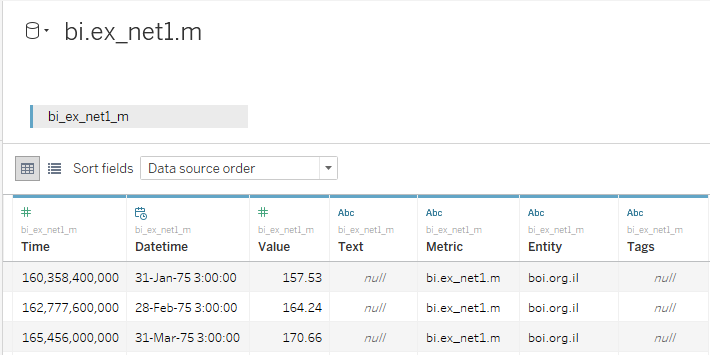 bi.ex_net1.m
bi_ex_net1_m
Sort fields Data source order
# Abc Abc Abc Abc
bi_ex_net1_m bi_ex_net1_m bi_ex_net1_m bi_ex_net1_m bi_ex_net1_m bi_ex_net1_m bi_ex_net1_m
Time Datetime Value Text Metric Entity Tags
160,358,400,000 31-Jan-75 3:00:00 157.53 null bi.ex_net1.m boi.org.il null
162,777,600,000 28-Feb-75 3:00:00 164.24 null bi.ex_net1.m boi.org.il null
165,456,000,000 31-Mar-75 3:00:00 170.66 null bi.ex_net1.m boi.org.il null